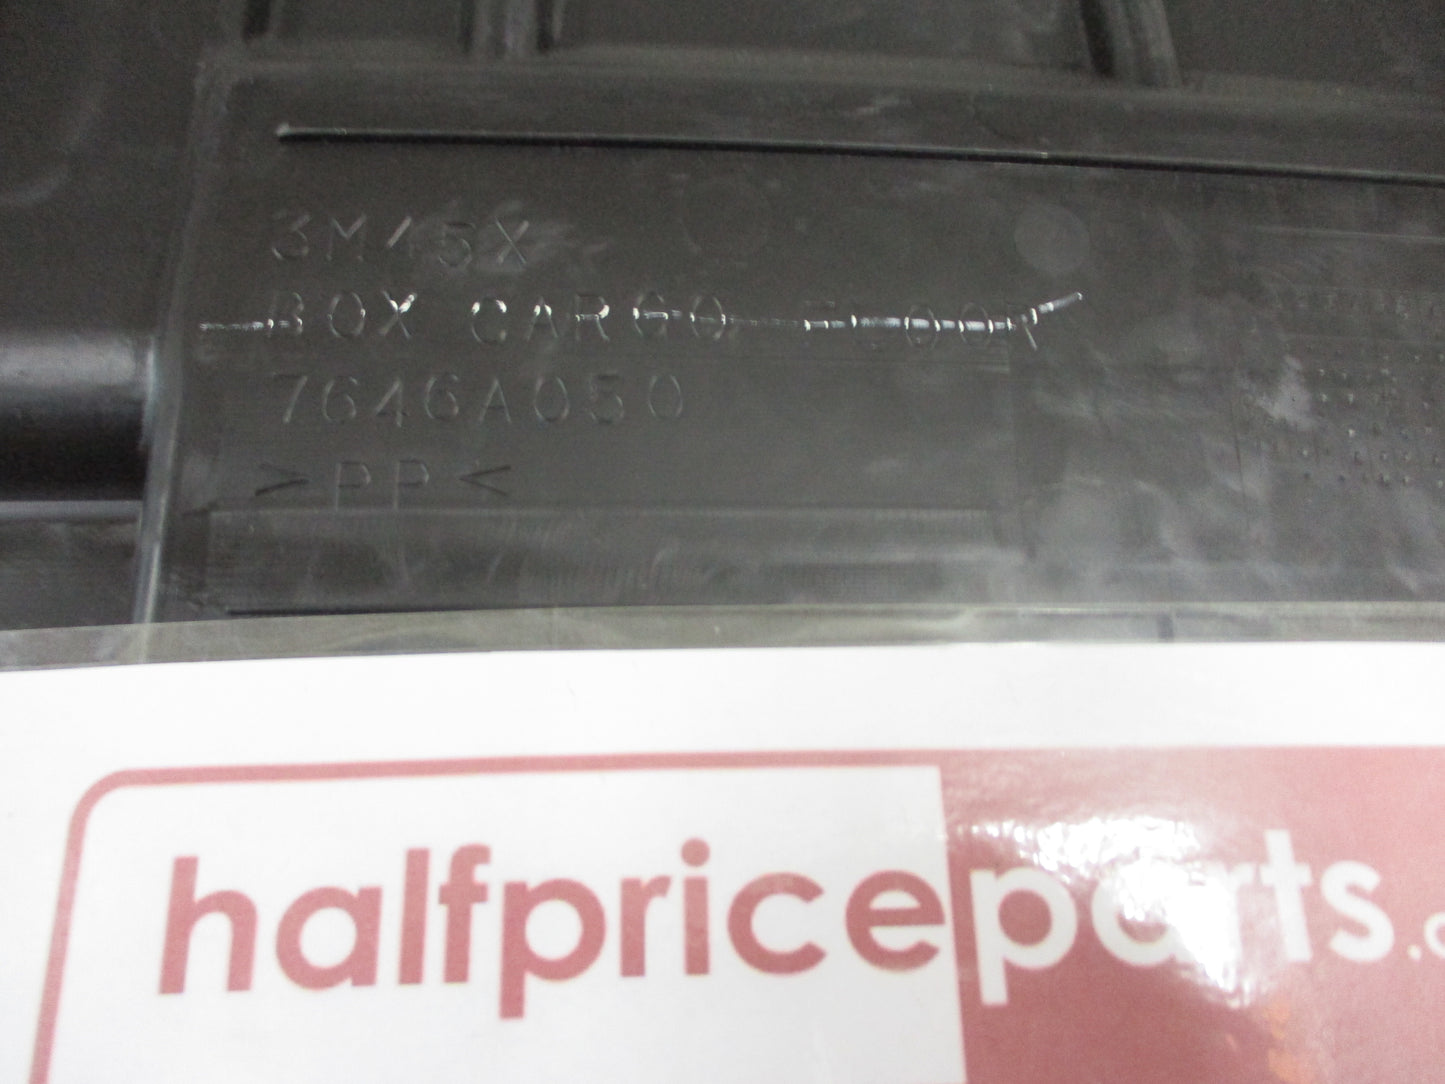 3M45X
BOX CARGO FLOOR
7646A050
>PP<
halfpriceparts.c